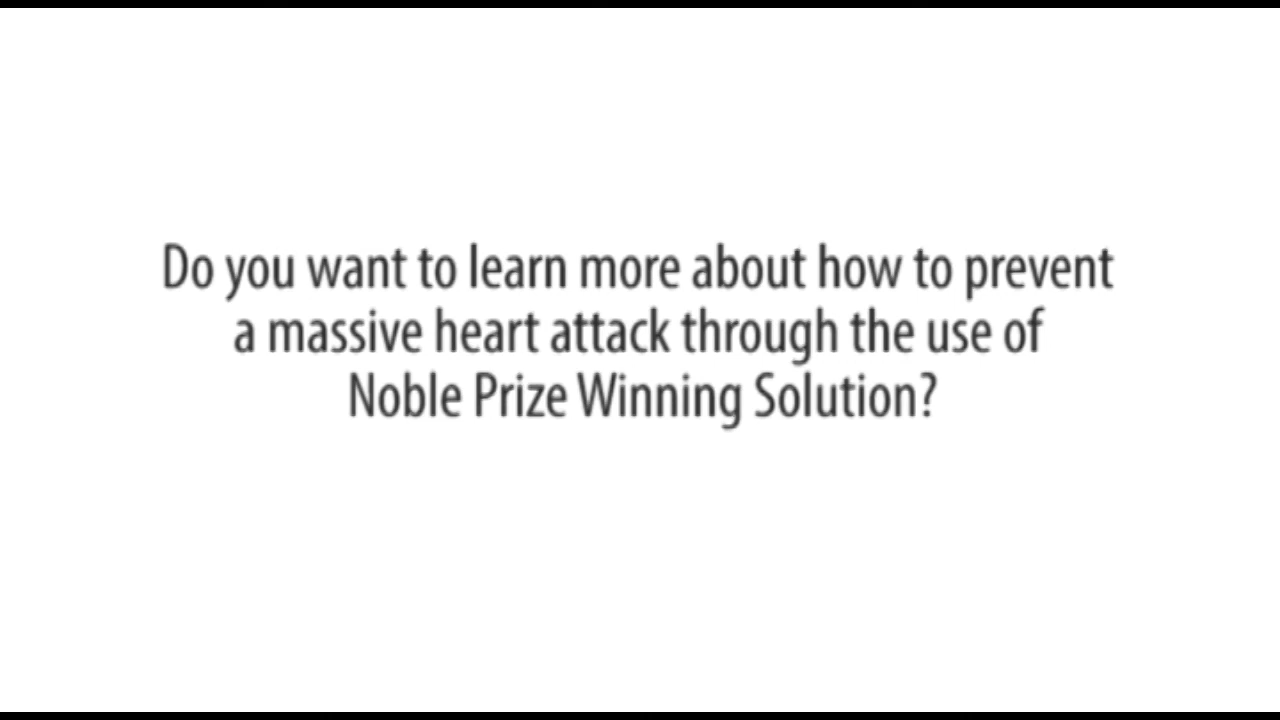 Do you want to learn more about how to prevent
a massive heart attack through the use of
Noble Prize Winning Solution?